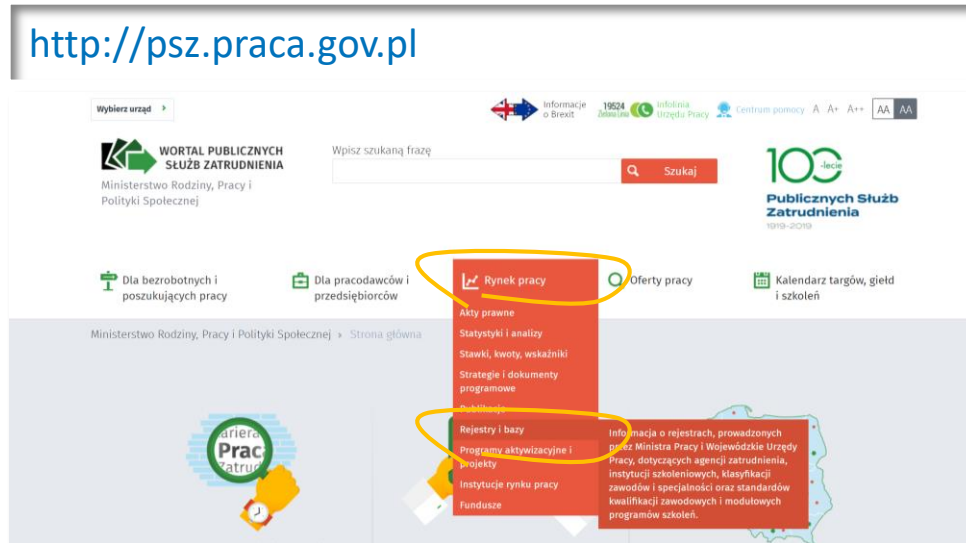 http://psz.praca.gov.pl
Wybierz urząd
Informacje
o Brexit
19524
Zielona Linia
Infolinia
Urzędu Pracy
Centrum pomocy
A A+ A++ AA AA
WORTAL PUBLICZNYCH
SŁUŻB ZATRUDNIENIA
Ministerstwo Rodziny, Pracy i
Polityki Społecznej
Wpisz szukaną frazę
Szukaj
100-lecie
Publicznych Służb
Zatrudnienia
1919-2019
Dla bezrobotnych i
poszukujących pracy
Dla pracodawców i
przedsiębiorców
Rynek pracy
Oferty pracy
Kalendarz targów, giełd
i szkoleń
Ministerstwo Rodziny, Pracy i Polityki Społecznej › Strona główna
Akty prawne
Statystyki i analizy
Stawki, kwoty, wskaźniki
Strategie i dokumenty
programowe
Publikacje
Rejestry i bazy
Programy aktywizacyjne i
projekty
Instytucje rynku pracy
Fundusze
Informacja o rejestrach, prowadzonych
przez Ministra Pracy i Wojewódzkie Urzędy
Pracy, dotyczących agencji zatrudnienia,
instytucji szkoleniowych, klasyfikacji
zawodów i specjalności oraz standardów
kwalifikacji zawodowych i modułowych
programów szkoleń.
ariera
Prac
Zatrud